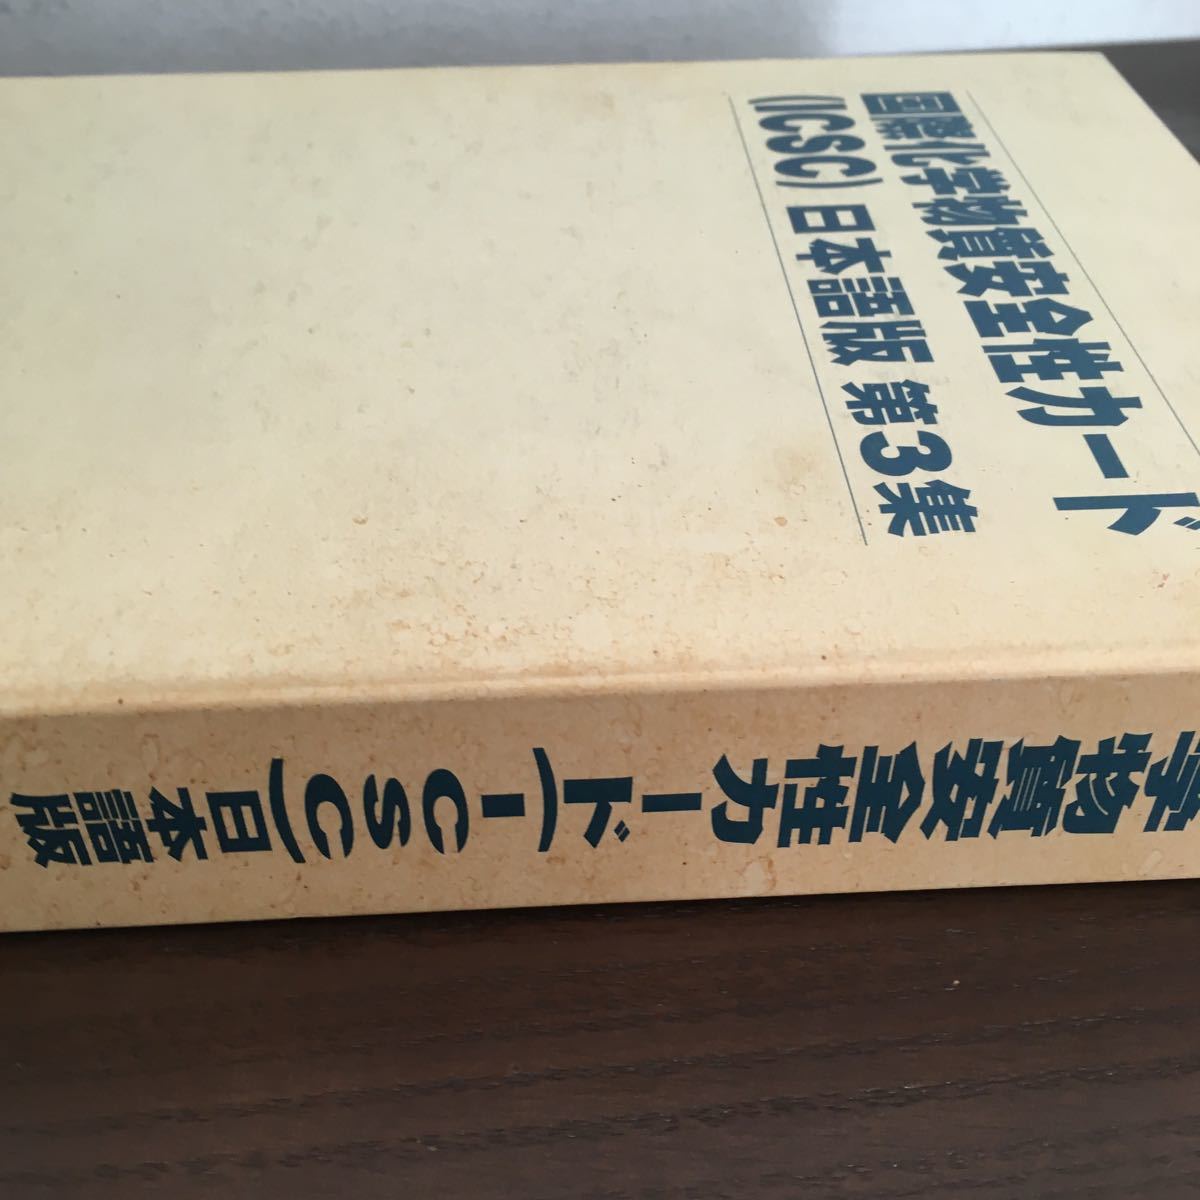 国際化学物質安全性カード
(ICSC) 日本語版 第3集
学物質安全性カード(ICSC)日本語版